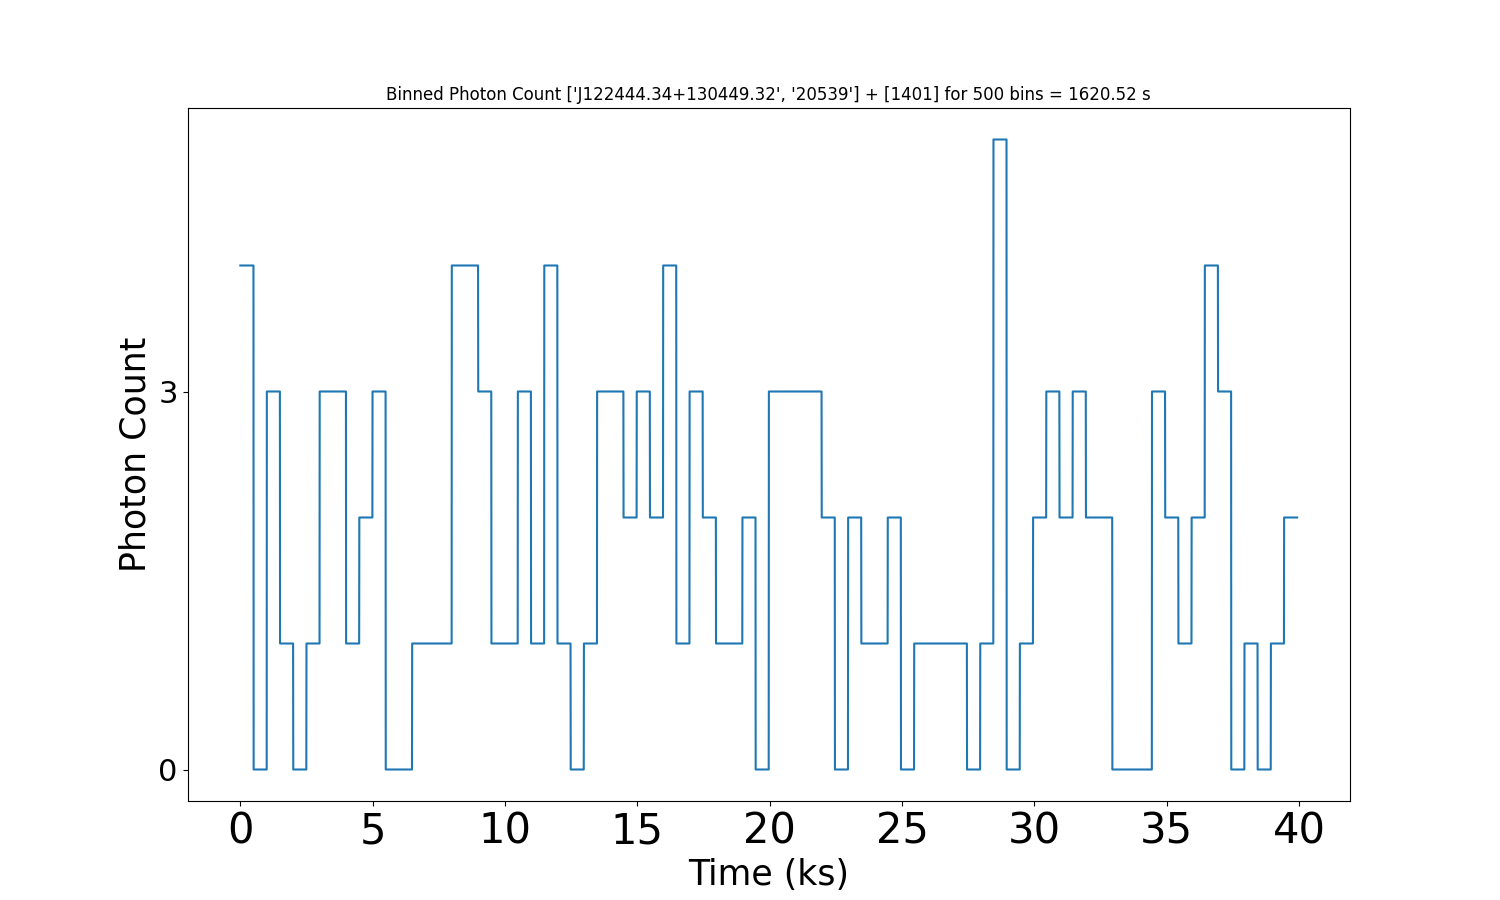 Binned Photon Count ['J122444.34+130449.32', '20539'] + [1401] for 500 bins = 1620.52 s
Photon Count
3
0
0 5 10 15 20 25 30 35 40
Time (ks)